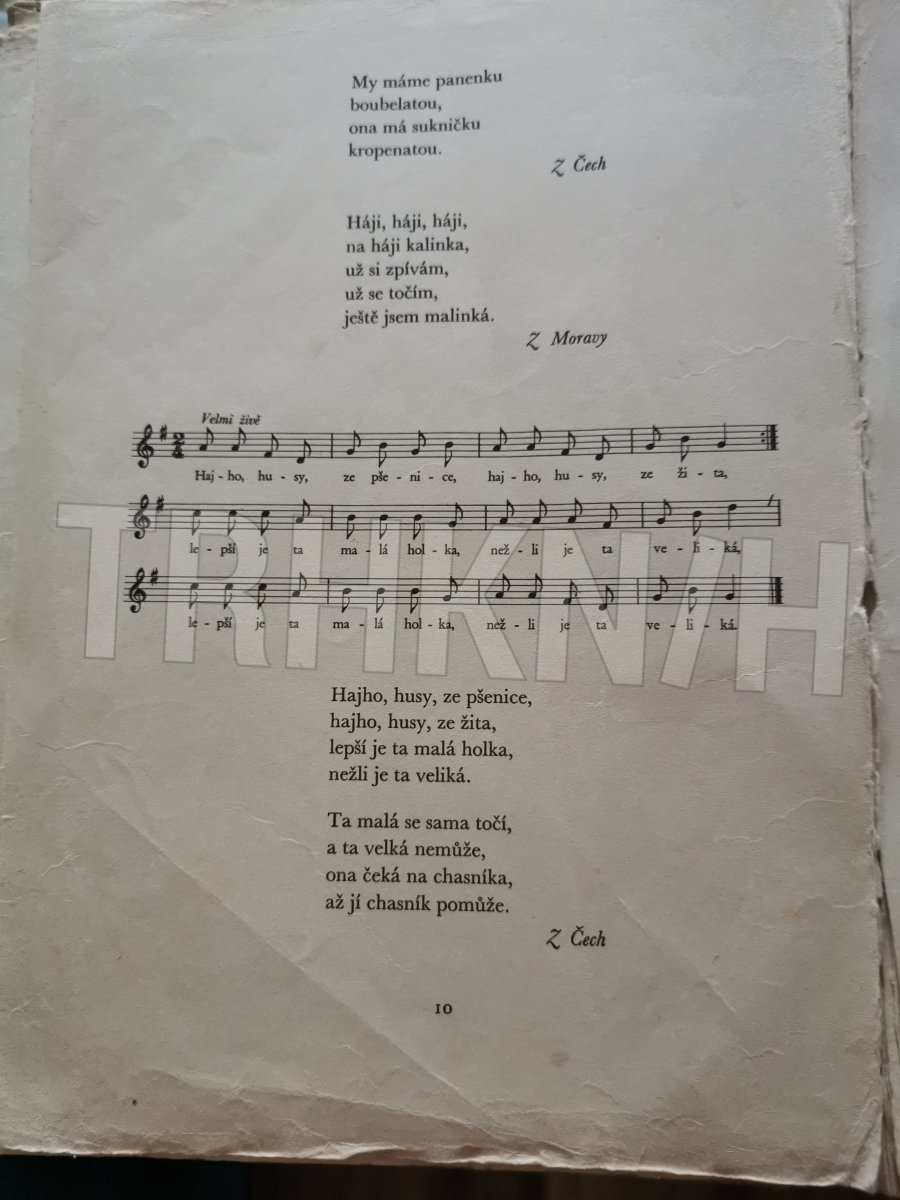 My máme panenku
boubelatou,
ona má sukničku
kropenatou.
Z Čech
Háji, háji, háji,
na háji kalinka,
už si zpívám,
už se točím,
ještě jsem malinká.
Z Moravy
Velmi živě
2/4
Haj - ho, hu - sy, ze pše - ni - ce, haj - ho, hu - sy, ze ži - ta,
le - pší je ta ma - lá hol - ka, než - li je ta ve - li - ká,
le - pší je ta ma - lá hol - ka, než - li je ta ve - li - ká.
TRHKNIH
Hajho, husy, ze pšenice,
hajho, husy, ze žita,
lepší je ta malá holka,
nežli je ta veliká.
Ta malá se sama točí,
a ta velká nemůže,
ona čeká na chasníka,
až jí chasník pomůže.
Z Čech
10